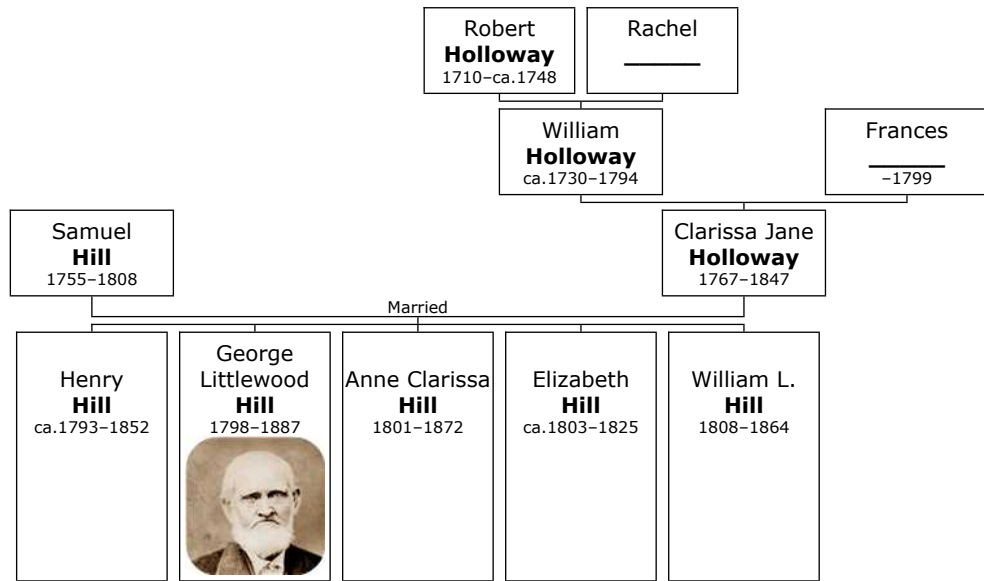 Robert
Holloway
1710–ca.1748
Rachel
_____
William
Holloway
ca.1730–1794
Frances
_____
–1799
Samuel
Hill
1755–1808
Clarissa Jane
Holloway
1767–1847
Married
Henry
Hill
ca.1793–1852
George
Littlewood
Hill
1798–1887
Anne Clarissa
Hill
1801–1872
Elizabeth
Hill
ca.1803–1825
William L.
Hill
1808–1864